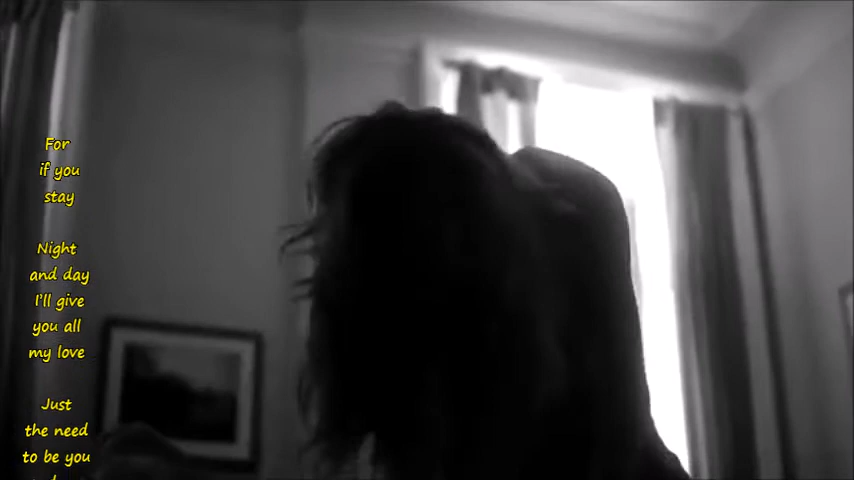 For
if you
stay
Night
and day
I'll give
you all
my love
Just
the need
to be you